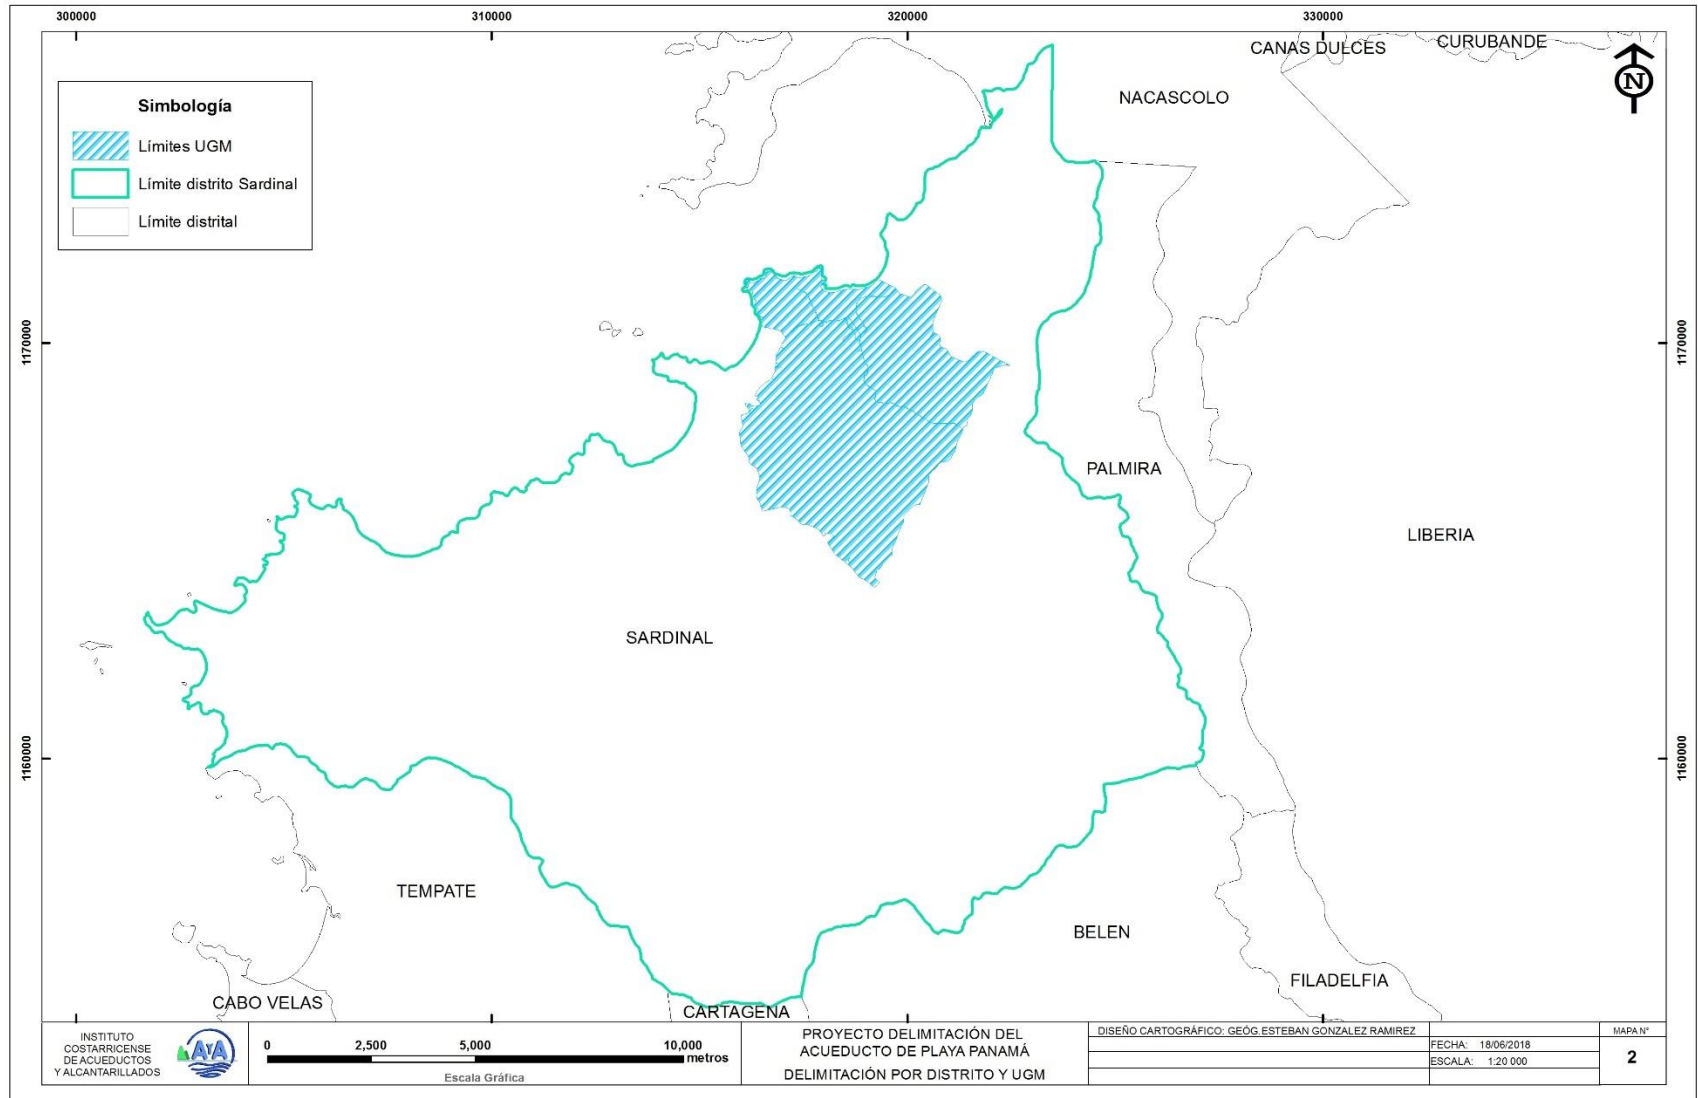 300000
310000
320000
330000
CANAS DULCES
CURUBANDE
N
NACASCOLO
Simbología
Límites UGM
Límite distrito Sardinal
Límite distrital
1170000
1170000
PALMIRA
LIBERIA
SARDINAL
1160000
1160000
TEMPATE
BELEN
FILADELFIA
CABO VELAS
CARTAGENA
INSTITUTO
COSTARRICENSE
DE ACUEDUCTOS
Y ALCANTARILLADOS
AyA
0 2,500 5,000 10,000
metros
Escala Gráfica
PROYECTO DELIMITACIÓN DEL
ACUEDUCTO DE PLAYA PANAMÁ
DELIMITACIÓN POR DISTRITO Y UGM
DISEÑO CARTOGRÁFICO: GEÓG.ESTEBAN GONZALEZ RAMIREZ
FECHA: 18/06/2018
ESCALA: 1:20 000
MAPA N°
2